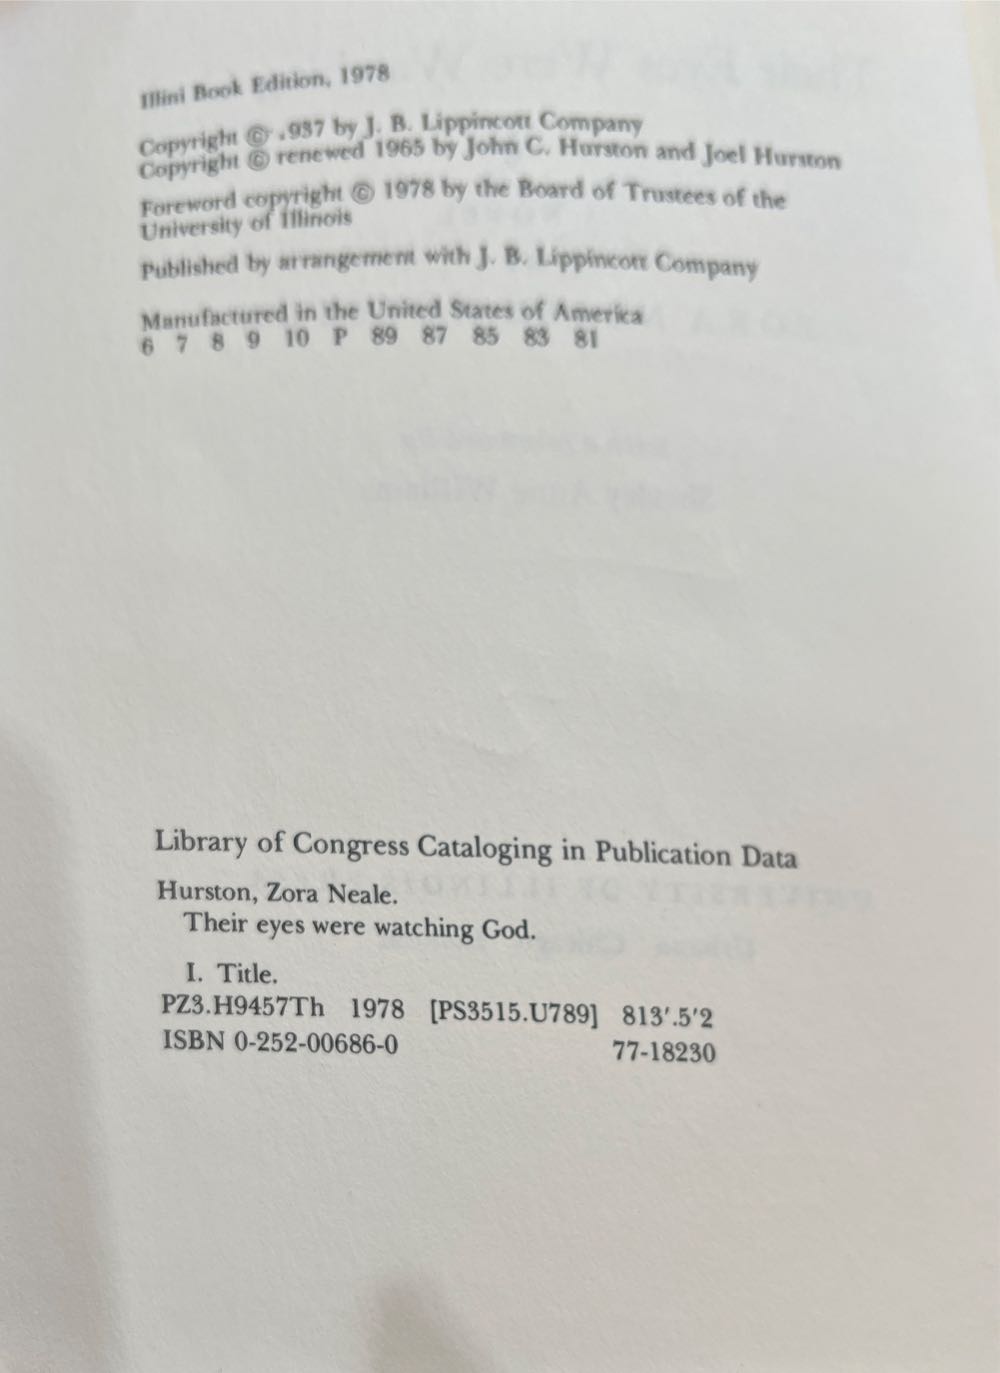 Illini Book Edition, 1978
Copyright © .937 by J. B. Lippincott Company
Copyright © renewed 1965 by John C. Hurston and Joel Hurston
Foreword copyright © 1978 by the Board of Trustees of the
University of Illinois
Published by arrangement with J. B. Lippincott Company
Manufactured in the United States of America
6 7 8 9 10 P 89 87 85 83 81
Library of Congress Cataloging in Publication Data
Hurston, Zora Neale.
Their eyes were watching God.
I. Title.
PZ3.H9457Th 1978 [PS3515.U789] 813′.5′2
ISBN 0-252-00686-0 77-18230